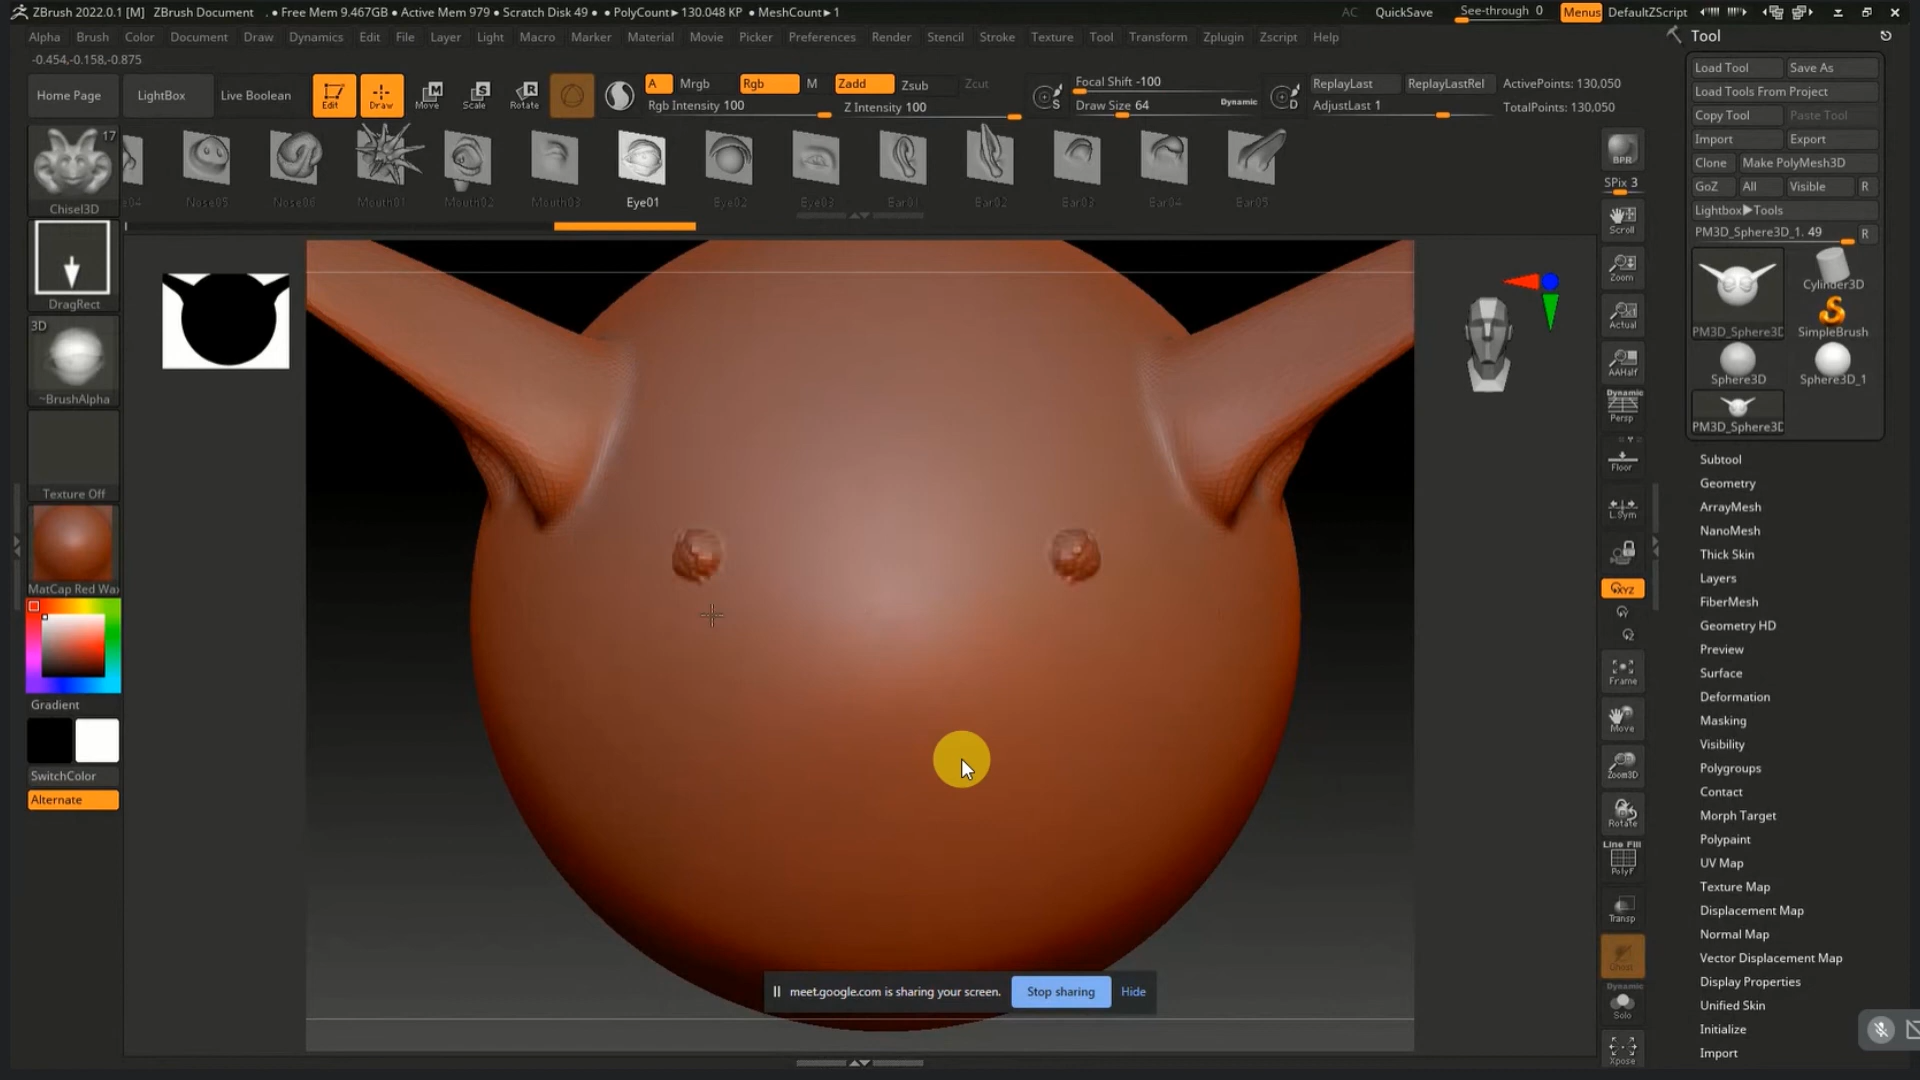 ZBrush 2022.0.1 [M] ZBrush Document . • Free Mem 9.467GB • Active Mem 979 • Scratch Disk 49 • • PolyCount▸130.048 KP • MeshCount▸1 AC QuickSave See-through 0 Menus DefaultZScript
Alpha Brush Color Document Draw Dynamics Edit File Layer Light Macro Marker Material Movie Picker Preferences Render Stencil Stroke Texture Tool Transform Zplugin Zscript Help
Tool
-0.454,-0.158,-0.875
Home Page LightBox Live Boolean Edit Draw Move Scale Rotate
A Mrgb Rgb M Zadd Zsub Zcut
Rgb Intensity 100 Z Intensity 100
Focal Shift -100
Draw Size 64 Dynamic
ReplayLast ReplayLastRel ActivePoints: 130,050
AdjustLast 1 TotalPoints: 130,050
Load Tool Save As
Load Tools From Project
Copy Tool Paste Tool
Import Export
Clone Make PolyMesh3D
GoZ All Visible R
Lightbox▸Tools
PM3D_Sphere3D_1. 49 R
17
Chisel3D
Nose05 Nose06 Mouth01 Mouth02 Mouth03 Eye01 Eye02 Eye03 Ear01 Ear02 Ear03 Ear04 Ear05
DragRect
3D
~BrushAlpha
Texture Off
MatCap Red Wax
Gradient
SwitchColor
Alternate
BPR
SPix 3
Scroll
Zoom
Actual
AAHalf
Dynamic
Persp
Floor
L.Sym
XYZ
Frame
Move
Zoom3D
Rotate
Line Fill
PolyF
Transp
Ghost
Dynamic
Solo
Xpose
PM3D_Sphere3D
Cylinder3D
SimpleBrush
Sphere3D Sphere3D_1
PM3D_Sphere3D
Subtool
Geometry
ArrayMesh
NanoMesh
Thick Skin
Layers
FiberMesh
Geometry HD
Preview
Surface
Deformation
Masking
Visibility
Polygroups
Contact
Morph Target
Polypaint
UV Map
Texture Map
Displacement Map
Normal Map
Vector Displacement Map
Display Properties
Unified Skin
Initialize
Import
meet.google.com is sharing your screen. Stop sharing Hide